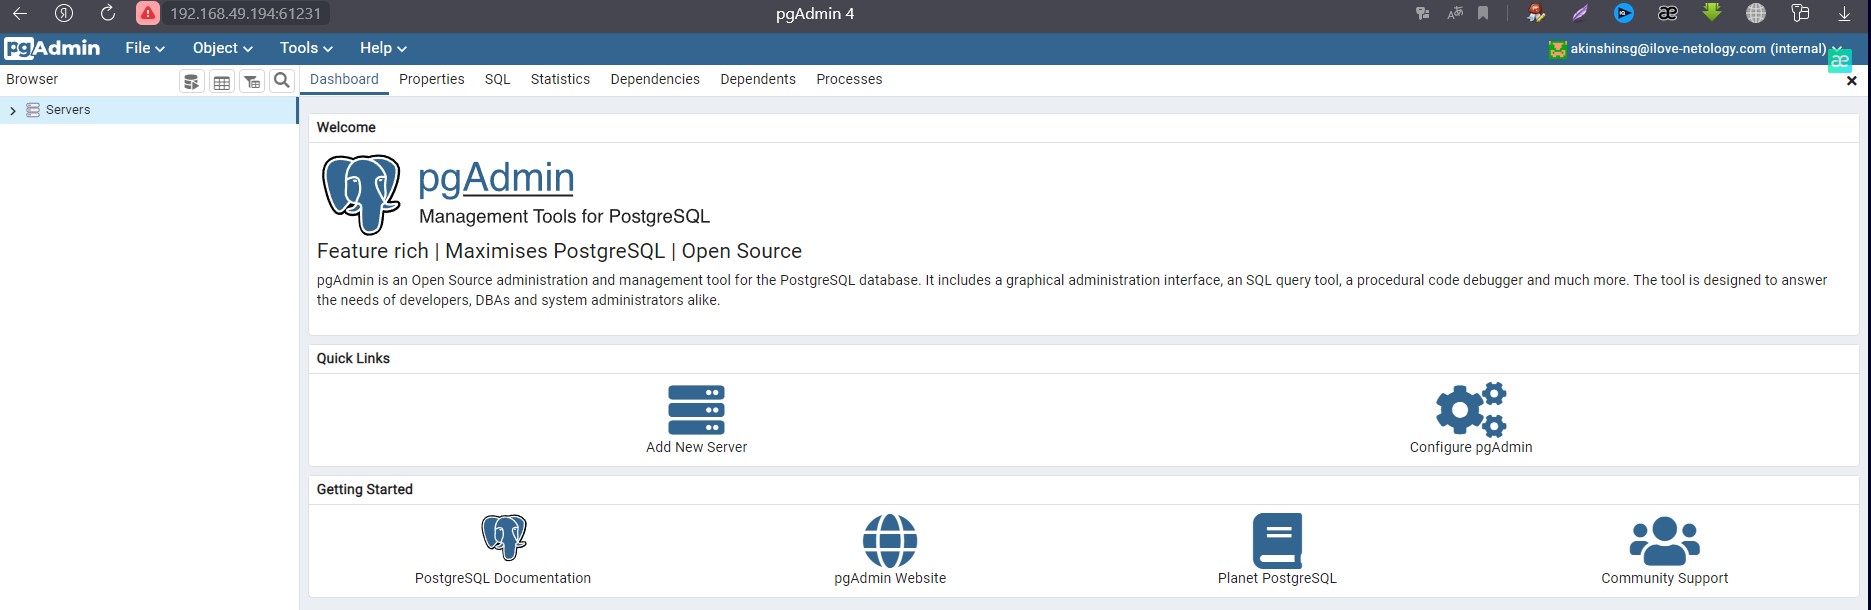 Я 192.168.49.194:61231 pgAdmin 4
pgAdmin File Object Tools Help akinshinsg@ilove-netology.com (internal)
æ
Browser Dashboard Properties SQL Statistics Dependencies Dependents Processes
Servers
Welcome
pgAdmin
Management Tools for PostgreSQL
Feature rich | Maximises PostgreSQL | Open Source
pgAdmin is an Open Source administration and management tool for the PostgreSQL database. It includes a graphical administration interface, an SQL query tool, a procedural code debugger and much more. The tool is designed to answer
the needs of developers, DBAs and system administrators alike.
Quick Links
Add New Server Configure pgAdmin
Getting Started
PostgreSQL Documentation pgAdmin Website Planet PostgreSQL Community Support